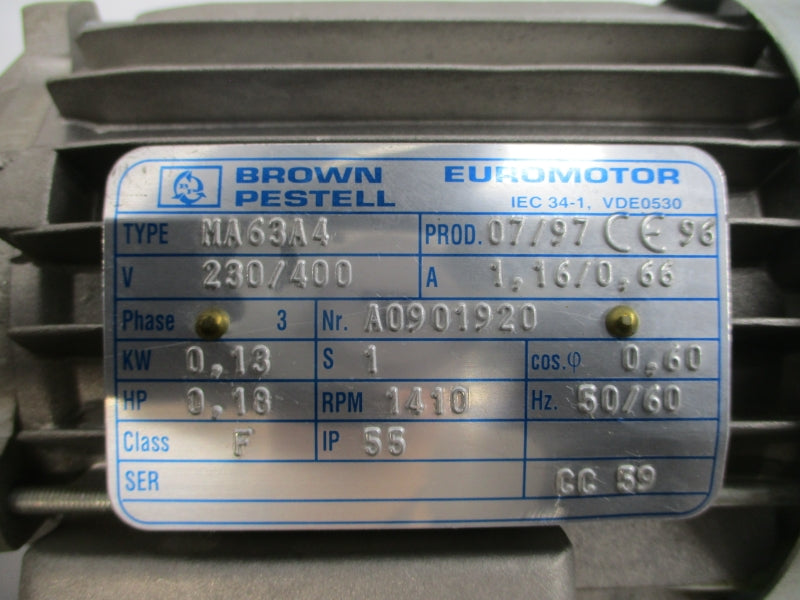 BROWN EUROMOTOR
PESTELL IEC 34-1, VDE0530
TYPE MA63A4 PROD. 07/97 CE 96
V 230/400 A 1,16/0,66
Phase 3 Nr. A0901920
KW 0,13 S 1 cos.φ 0,60
HP 0,18 RPM 1410 Hz. 50/60
Class F IP 55
SER CC 59